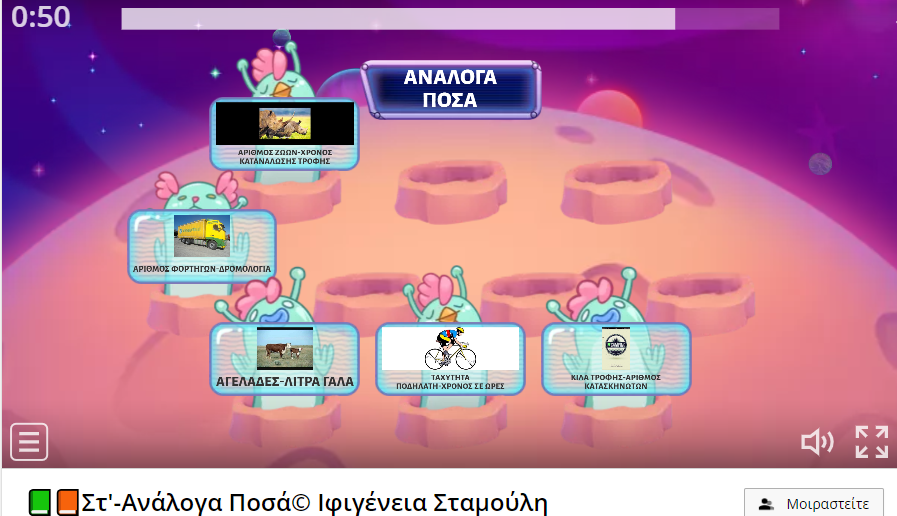 0:50
ΑΝΑΛΟΓΑ
ΠΟΣΑ
ΑΡΙΘΜΟΣ ΖΩΩΝ-ΧΡΟΝΟΣ
ΚΑΤΑΝΑΛΩΣΗΣ ΤΡΟΦΗΣ
ΑΡΙΘΜΟΣ ΦΟΡΤΗΓΩΝ-ΔΡΟΜΟΛΟΓΙΑ
ΑΓΕΛΑΔΕΣ-ΛΙΤΡΑ ΓΑΛΑ
ΤΑΧΥΤΗΤΑ
ΠΟΔΗΛΑΤΗ-ΧΡΟΝΟΣ ΣΕ ΩΡΕΣ
ΚΙΛΑ ΤΡΟΦΗΣ-ΑΡΙΘΜΟΣ
ΚΑΤΑΣΚΗΝΩΤΩΝ
Στ'-Ανάλογα Ποσά© Ιφιγένεια Σταμούλη
Μοιραστείτε